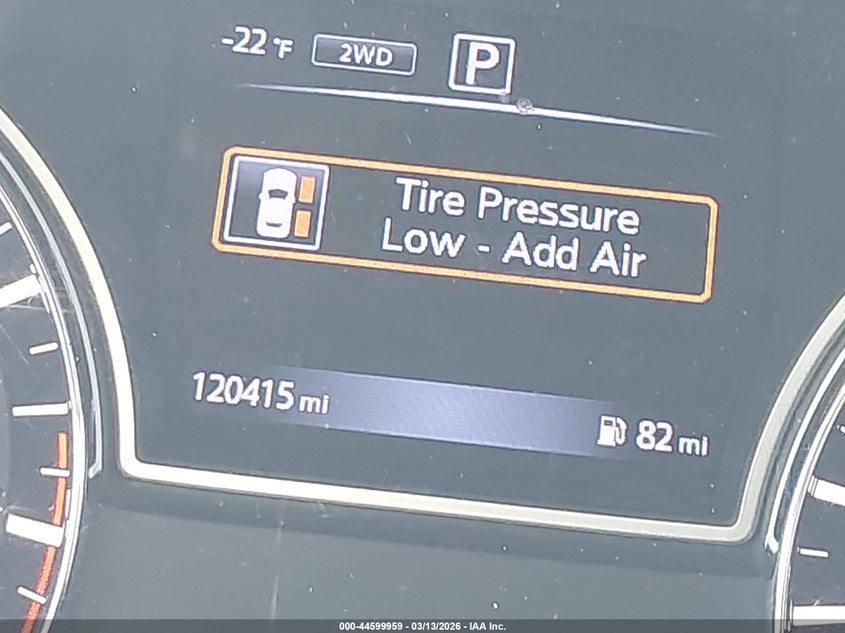 -22°F 2WD P
Tire Pressure
Low - Add Air
120415 mi 82 mi
000-44599959 - 03/13/2026 - IAA Inc.